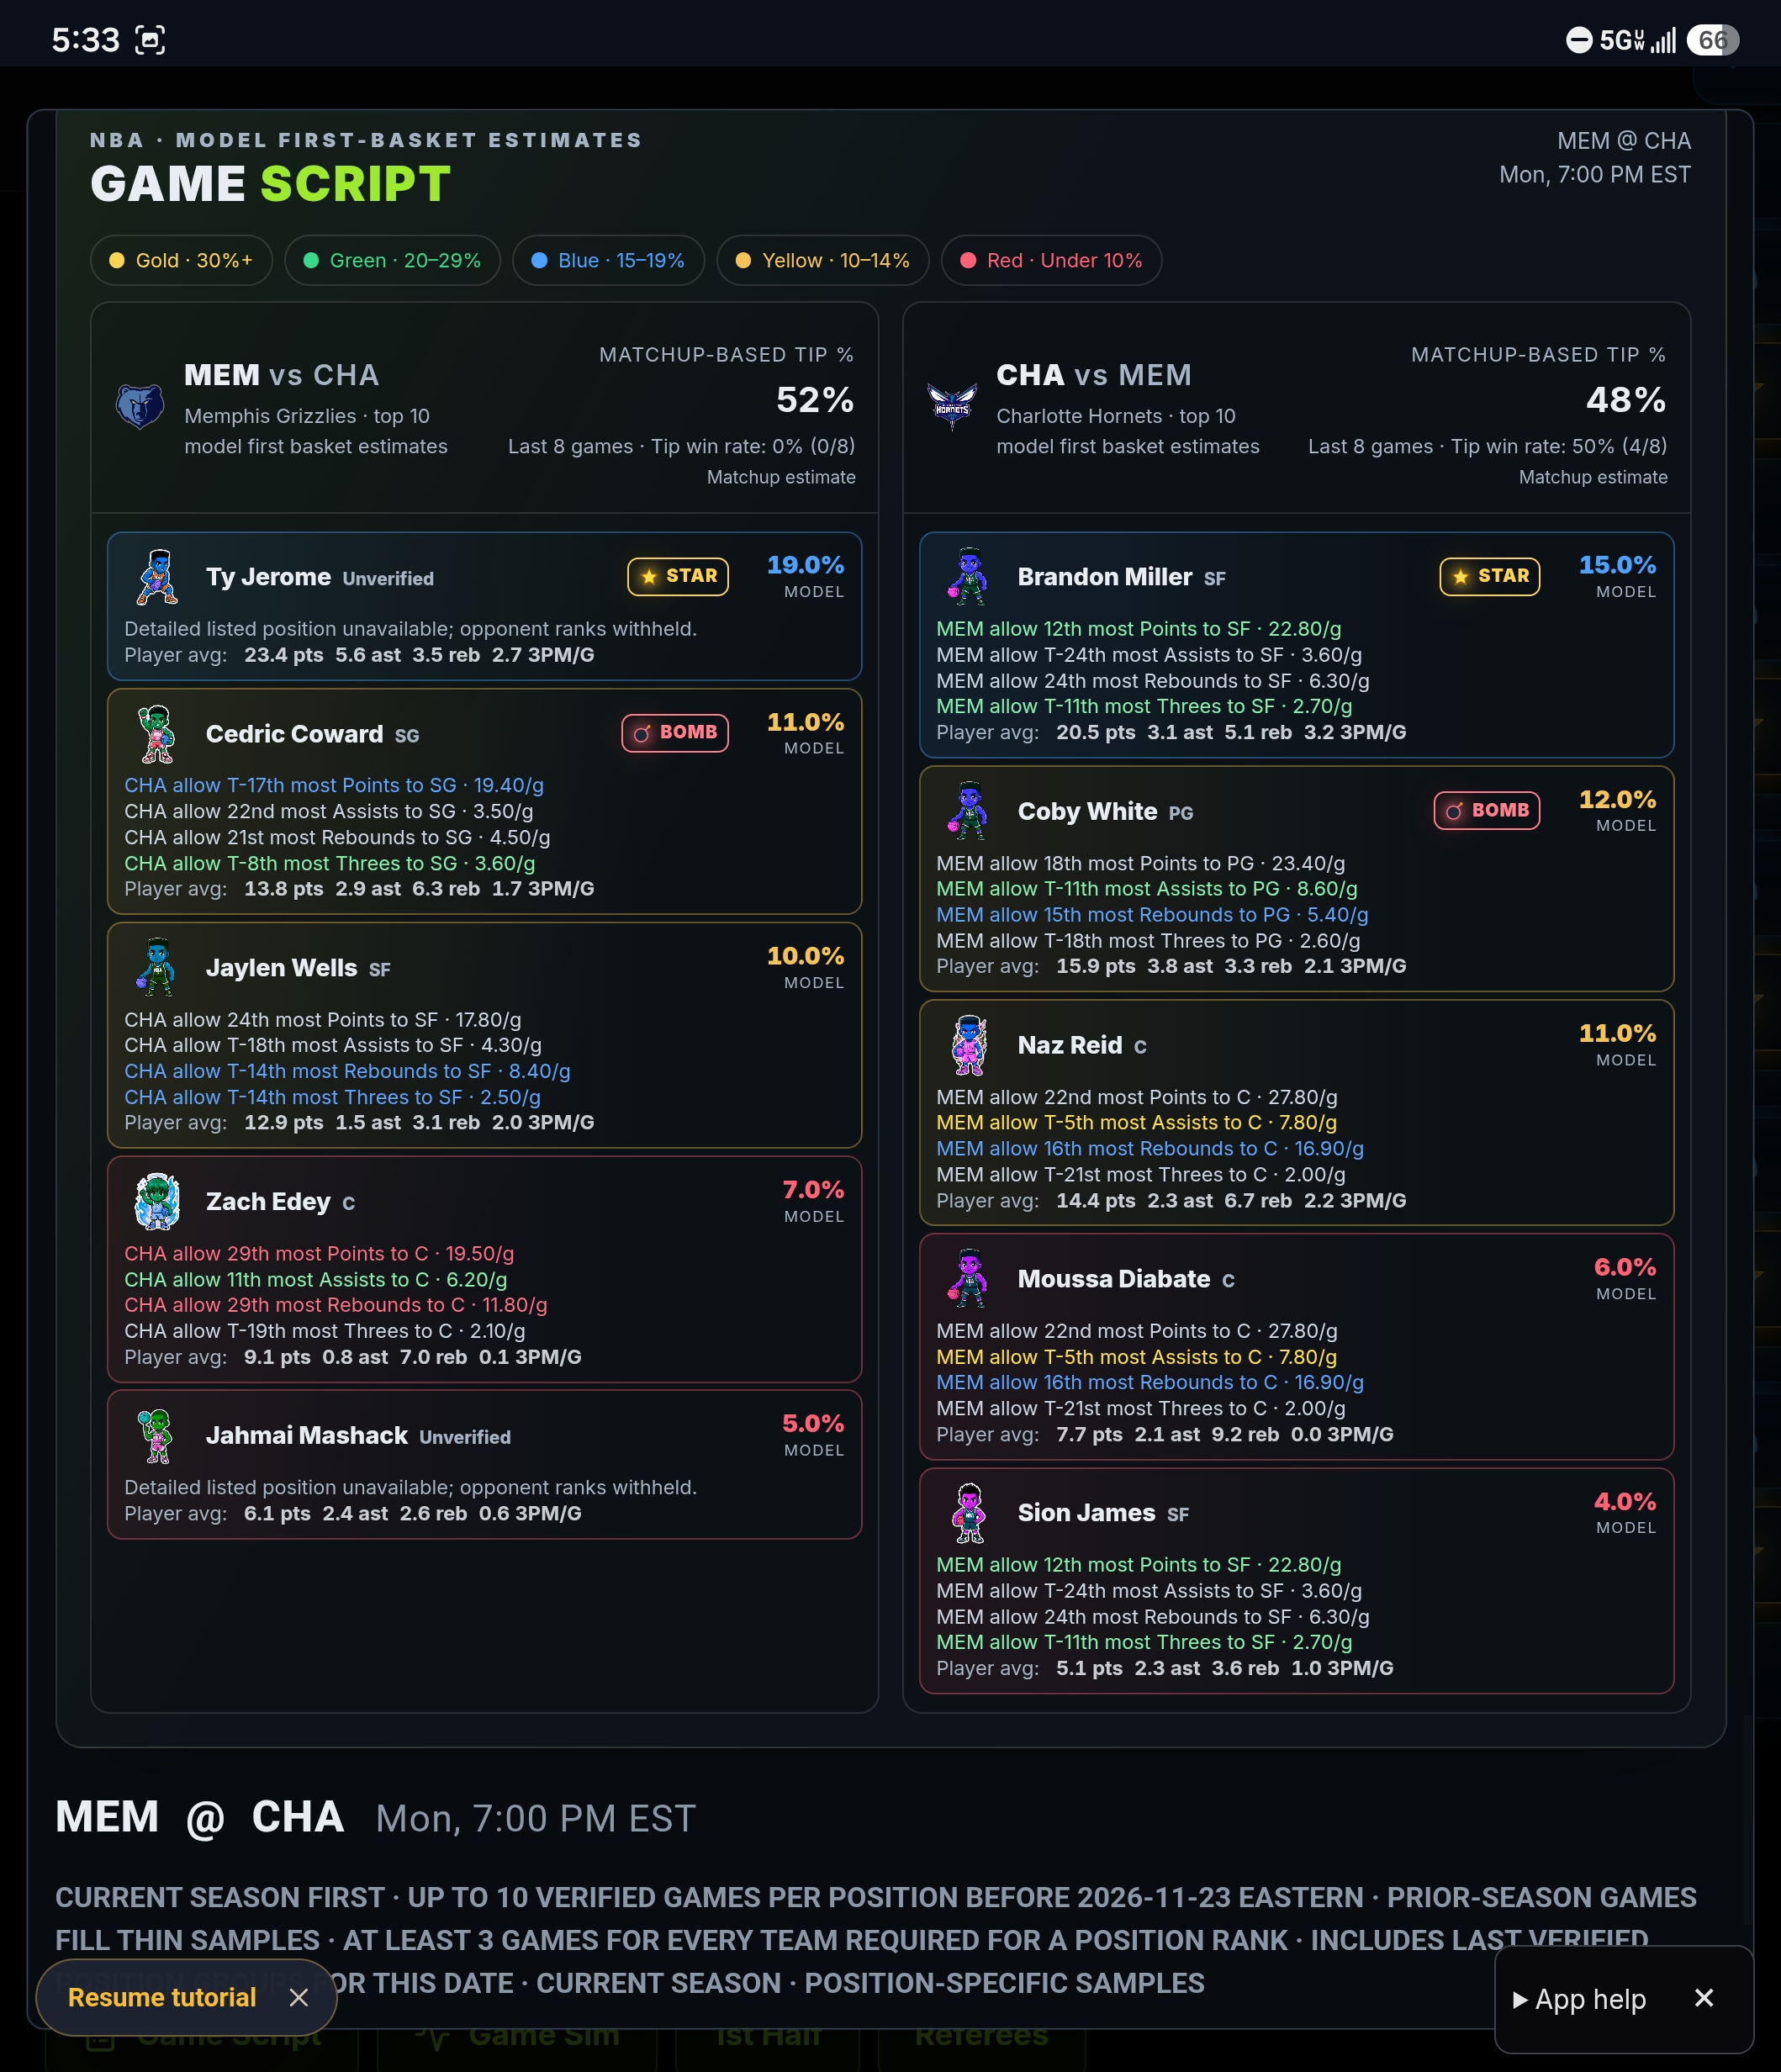 5:33
5G UW
66
NBA · MODEL FIRST-BASKET ESTIMATES
GAME SCRIPT
MEM @ CHA
Mon, 7:00 PM EST
Gold · 30%+
Green · 20–29%
Blue · 15–19%
Yellow · 10–14%
Red · Under 10%
MEM vs CHA
Memphis Grizzlies · top 10
model first basket estimates
MATCHUP-BASED TIP %
52%
Last 8 games · Tip win rate: 0% (0/8)
Matchup estimate
Ty Jerome Unverified
STAR
19.0%
MODEL
Detailed listed position unavailable; opponent ranks withheld.
Player avg: 23.4 pts 5.6 ast 3.5 reb 2.7 3PM/G
Cedric Coward SG
BOMB
11.0%
MODEL
CHA allow T-17th most Points to SG · 19.40/g
CHA allow 22nd most Assists to SG · 3.50/g
CHA allow 21st most Rebounds to SG · 4.50/g
CHA allow T-8th most Threes to SG · 3.60/g
Player avg: 13.8 pts 2.9 ast 6.3 reb 1.7 3PM/G
Jaylen Wells SF
10.0%
MODEL
CHA allow 24th most Points to SF · 17.80/g
CHA allow T-18th most Assists to SF · 4.30/g
CHA allow T-14th most Rebounds to SF · 8.40/g
CHA allow T-14th most Threes to SF · 2.50/g
Player avg: 12.9 pts 1.5 ast 3.1 reb 2.0 3PM/G
Zach Edey C
7.0%
MODEL
CHA allow 29th most Points to C · 19.50/g
CHA allow 11th most Assists to C · 6.20/g
CHA allow 29th most Rebounds to C · 11.80/g
CHA allow T-19th most Threes to C · 2.10/g
Player avg: 9.1 pts 0.8 ast 7.0 reb 0.1 3PM/G
Jahmai Mashack Unverified
5.0%
MODEL
Detailed listed position unavailable; opponent ranks withheld.
Player avg: 6.1 pts 2.4 ast 2.6 reb 0.6 3PM/G
HORNETS
CHA vs MEM
Charlotte Hornets · top 10
model first basket estimates
MATCHUP-BASED TIP %
48%
Last 8 games · Tip win rate: 50% (4/8)
Matchup estimate
Brandon Miller SF
STAR
15.0%
MODEL
MEM allow 12th most Points to SF · 22.80/g
MEM allow T-24th most Assists to SF · 3.60/g
MEM allow 24th most Rebounds to SF · 6.30/g
MEM allow T-11th most Threes to SF · 2.70/g
Player avg: 20.5 pts 3.1 ast 5.1 reb 3.2 3PM/G
Coby White PG
BOMB
12.0%
MODEL
MEM allow 18th most Points to PG · 23.40/g
MEM allow T-11th most Assists to PG · 8.60/g
MEM allow 15th most Rebounds to PG · 5.40/g
MEM allow T-18th most Threes to PG · 2.60/g
Player avg: 15.9 pts 3.8 ast 3.3 reb 2.1 3PM/G
Naz Reid C
11.0%
MODEL
MEM allow 22nd most Points to C · 27.80/g
MEM allow T-5th most Assists to C · 7.80/g
MEM allow 16th most Rebounds to C · 16.90/g
MEM allow T-21st most Threes to C · 2.00/g
Player avg: 14.4 pts 2.3 ast 6.7 reb 2.2 3PM/G
Moussa Diabate C
6.0%
MODEL
MEM allow 22nd most Points to C · 27.80/g
MEM allow T-5th most Assists to C · 7.80/g
MEM allow 16th most Rebounds to C · 16.90/g
MEM allow T-21st most Threes to C · 2.00/g
Player avg: 7.7 pts 2.1 ast 9.2 reb 0.0 3PM/G
Sion James SF
4.0%
MODEL
MEM allow 12th most Points to SF · 22.80/g
MEM allow T-24th most Assists to SF · 3.60/g
MEM allow 24th most Rebounds to SF · 6.30/g
MEM allow T-11th most Threes to SF · 2.70/g
Player avg: 5.1 pts 2.3 ast 3.6 reb 1.0 3PM/G
MEM @ CHA Mon, 7:00 PM EST
CURRENT SEASON FIRST · UP TO 10 VERIFIED GAMES PER POSITION BEFORE 2026-11-23 EASTERN · PRIOR-SEASON GAMES
FILL THIN SAMPLES · AT LEAST 3 GAMES FOR EVERY TEAM REQUIRED FOR A POSITION RANK · INCLUDES LAST VERIFIED
POSITION GROUPS FOR THIS DATE · CURRENT SEASON · POSITION-SPECIFIC SAMPLES
Resume tutorial
App help
Game Script
Game Sim
1st Half
Referees